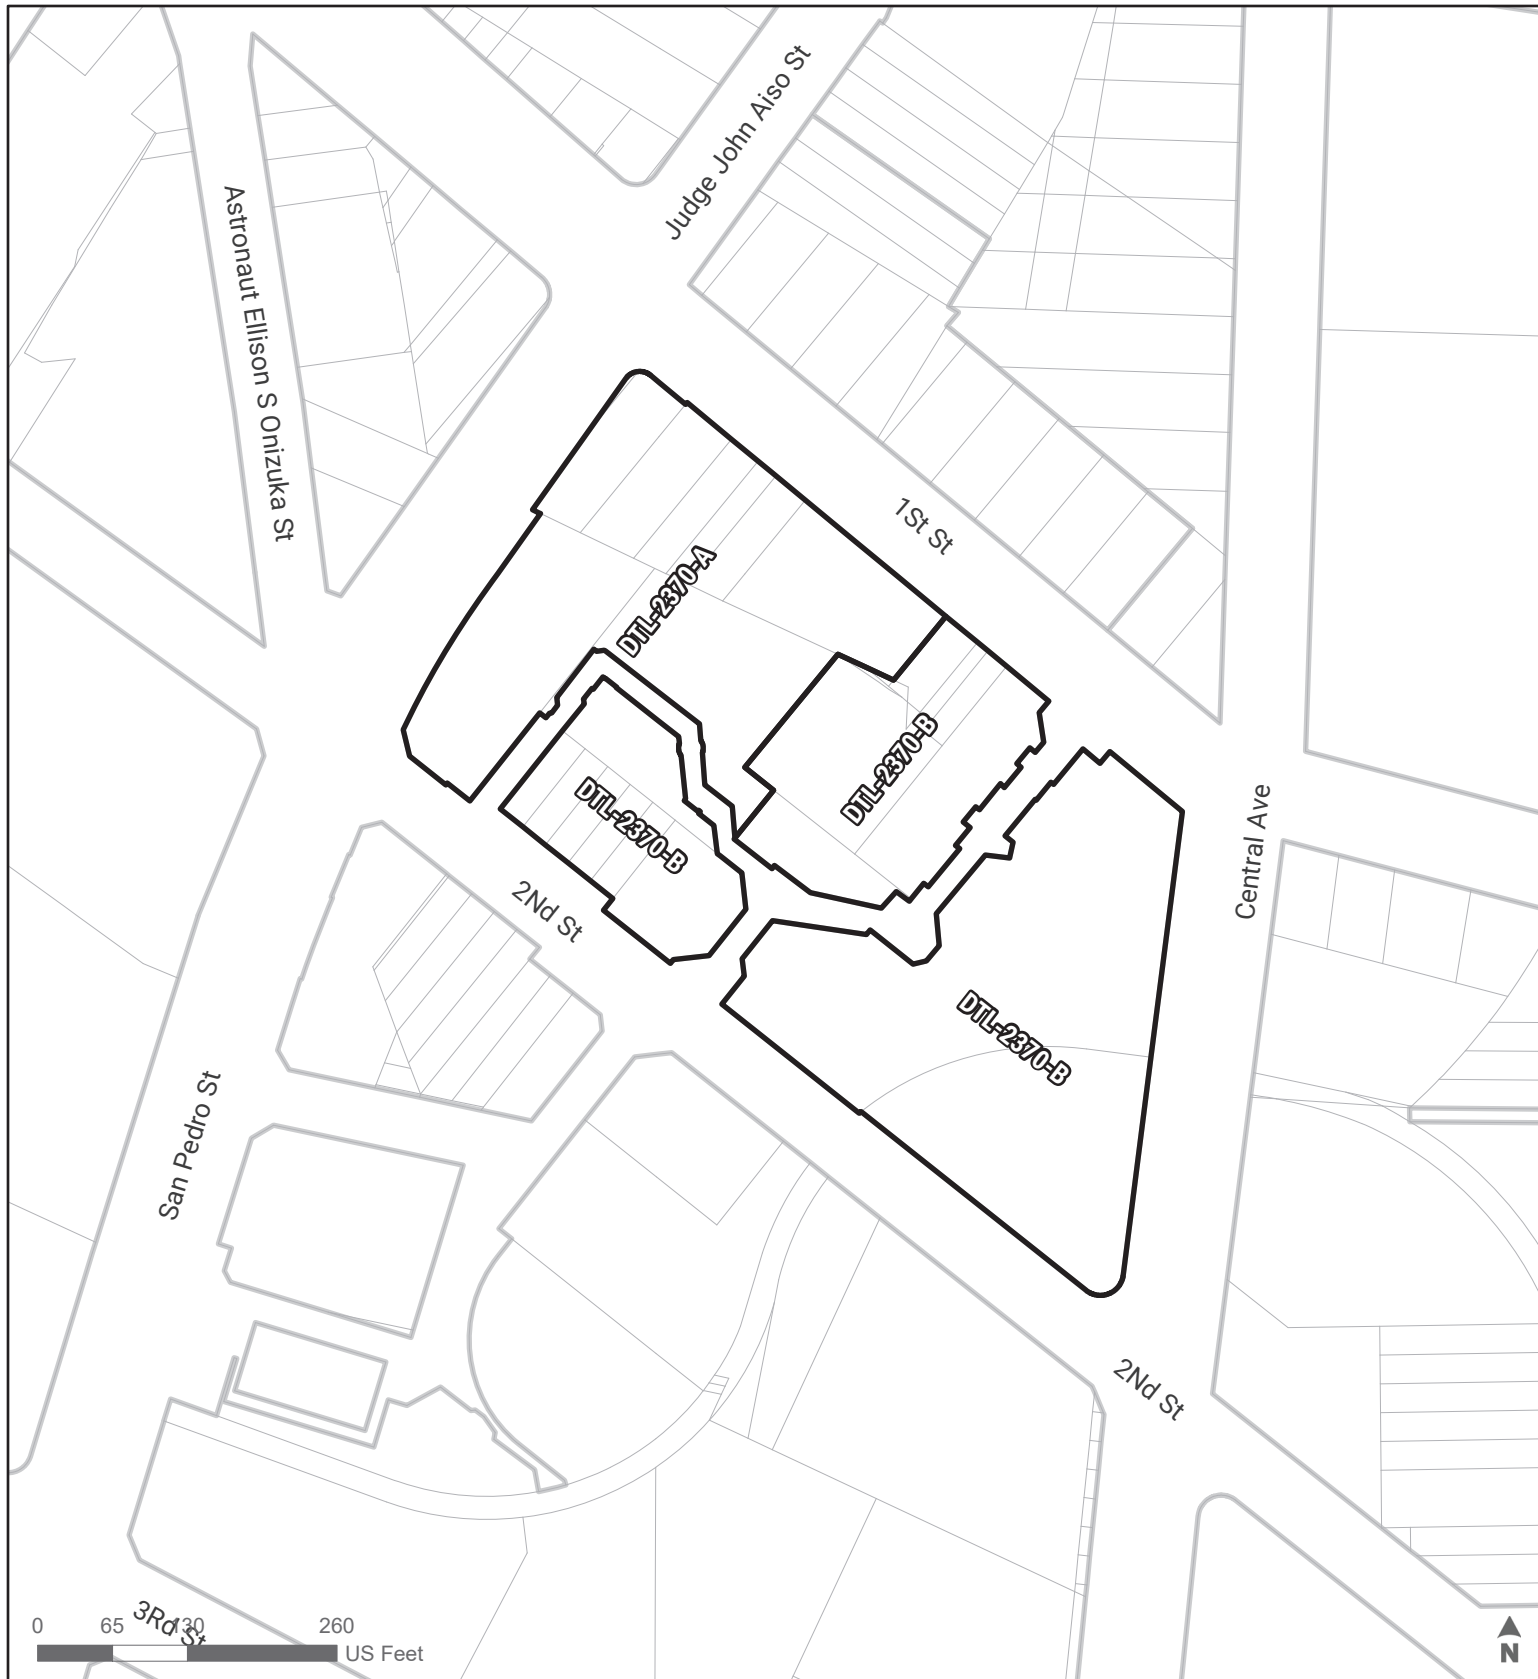 Judge John Aiso St
Astronaut Ellison S Onizuka St
1St St
DTL-2370-A
DTL-2370-B
DTL-2370-B
2Nd St
Central Ave
DTL-2370-B
San Pedro St
2Nd St
3Rd St
0 65 130 260
US Feet
N